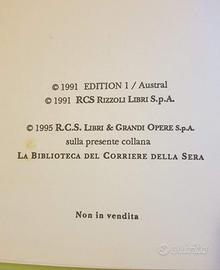 © 1991 EDITION 1 / Austral
© 1991 RCS RIZZOLI LIBRI S.p.A.
© 1995 R.C.S. LIBRI & GRANDI OPERE S.p.A.
sulla presente collana
LA BIBLIOTECA DEL CORRIERE DELLA SERA
Non in vendita
subito